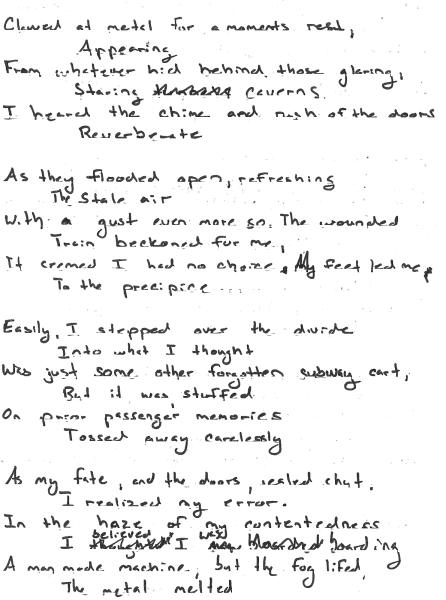 Clawed at metal for a moments rest,
Appearing
From whatever hid behind those glaring,
Staring caverns.
I heard the chime and rush of the doors
Reverberate
As they flooded open, refreshing
The Stale air
With a gust even more so. The wounded
Train beckoned for me,
It seemed I had no choice. My feet led me,
To the precipice ...
Easily, I stepped over the divide
Into what I thought
Was just some other forgotten subway cart,
But it was stuffed
On prior passenger memories
Tossed away carelessly
As my fate, and the doors, sealed shut.
I realized my error.
In the haze of my contentedness
I believed I was boarding
A man made machine, but the fog lifed,
The metal melted